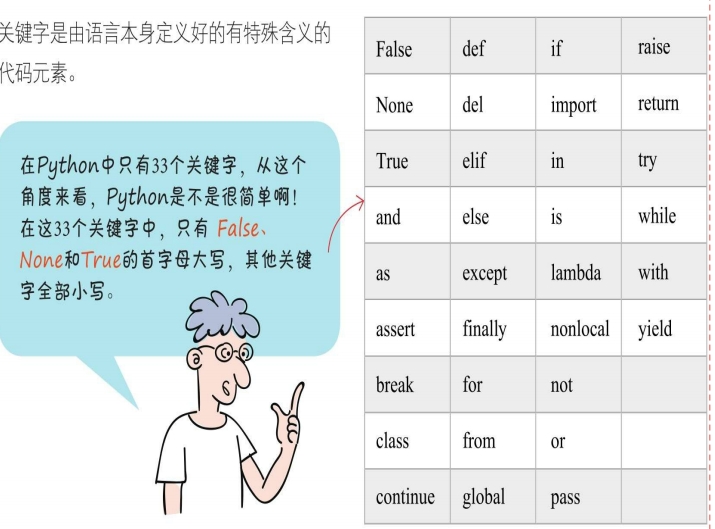 关键字是由语言本身定义好的有特殊含义的
代码元素。
在Python中只有33个关键字，从这个
角度来看，Python是不是很简单啊！
在这33个关键字中，只有 False、
None和True的首字母大写，其他关键
字全部小写。
False def if raise
None del import return
True elif in try
and else is while
as except lambda with
assert finally nonlocal yield
break for not
class from or
continue global pass